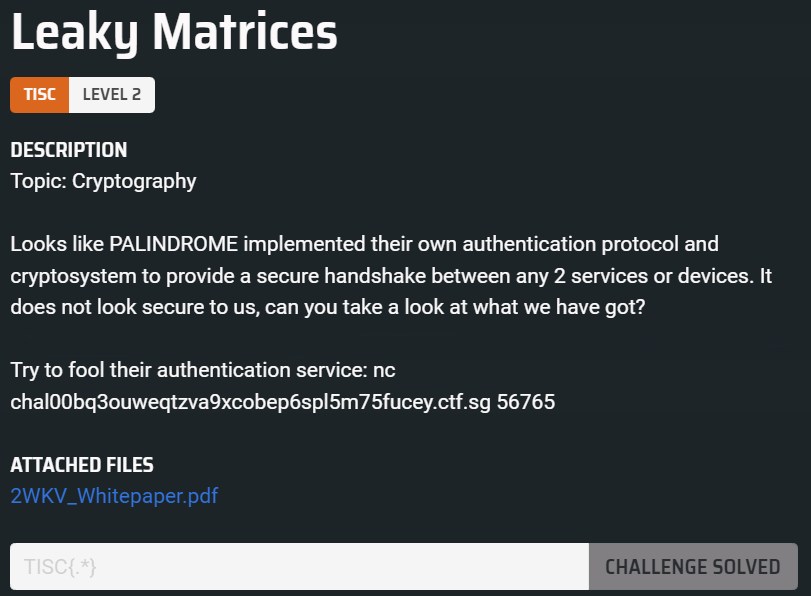 Leaky Matrices
TISC LEVEL 2
DESCRIPTION
Topic: Cryptography
Looks like PALINDROME implemented their own authentication protocol and
cryptosystem to provide a secure handshake between any 2 services or devices. It
does not look secure to us, can you take a look at what we have got?
Try to fool their authentication service: nc
chal00bq3ouweqtzva9xcobep6spl5m75fucey.ctf.sg 56765
ATTACHED FILES
2WKV_Whitepaper.pdf
TISC{.*} CHALLENGE SOLVED